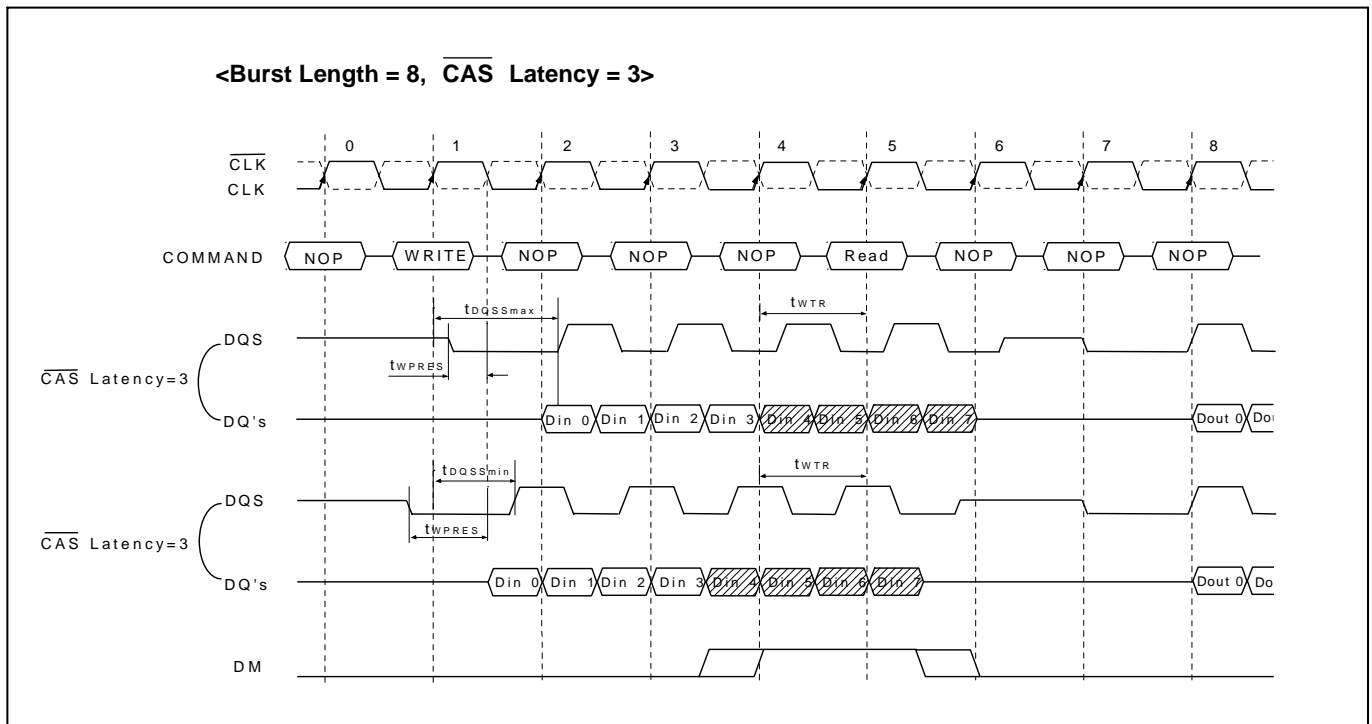 <Burst Length = 8, CAS Latency = 3>
0 1 2 3 4 5 6 7 8
CLK
CLK
COMMAND NOP WRITE NOP NOP NOP Read NOP NOP NOP
tDQSSmax tWTR
DQS
tWPRES
CAS Latency=3
DQ's Din 0 Din 1 Din 2 Din 3 Din 4 Din 5 Din 6 Din 7 Dout 0 Dou
tDQSSmin tWTR
DQS
tWPRES
CAS Latency=3
DQ's Din 0 Din 1 Din 2 Din 3 Din 4 Din 5 Din 6 Din 7 Dout 0 Do
DM